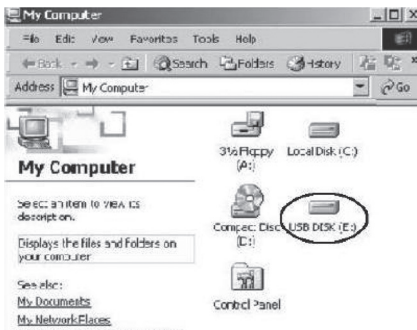 My Computer
File Edit View Favorites Tools Help
Back Search Folders History
Address My Computer Go
3½ Floppy (A:) Local Disk (C:)
My Computer
Select an item to view its description.
Compact Disc (D:) USB DISK (E:)
Displays the files and folders on
your computer
See also:
My Documents
Control Panel
My Network Places